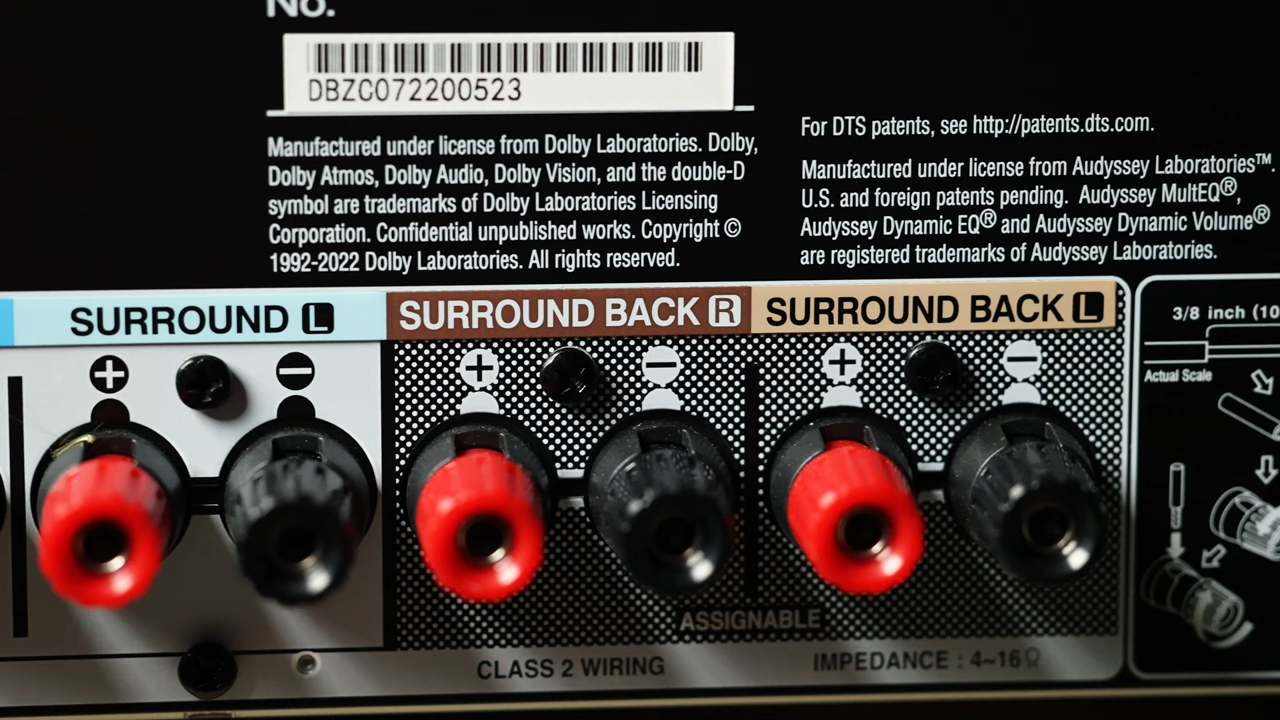 No.
DBZC072200523
Manufactured under license from Dolby Laboratories. Dolby,
Dolby Atmos, Dolby Audio, Dolby Vision, and the double-D
symbol are trademarks of Dolby Laboratories Licensing
Corporation. Confidential unpublished works. Copyright ©
1992-2022 Dolby Laboratories. All rights reserved.
For DTS patents, see http://patents.dts.com.
Manufactured under license from Audyssey Laboratories™.
U.S. and foreign patents pending. Audyssey MultEQ®,
Audyssey Dynamic EQ® and Audyssey Dynamic Volume®
are registered trademarks of Audyssey Laboratories.
SURROUND L
SURROUND BACK R
SURROUND BACK L
+ −
+ −
+ −
ASSIGNABLE
CLASS 2 WIRING
IMPEDANCE : 4~16Ω
3/8 inch (10
Actual Scale